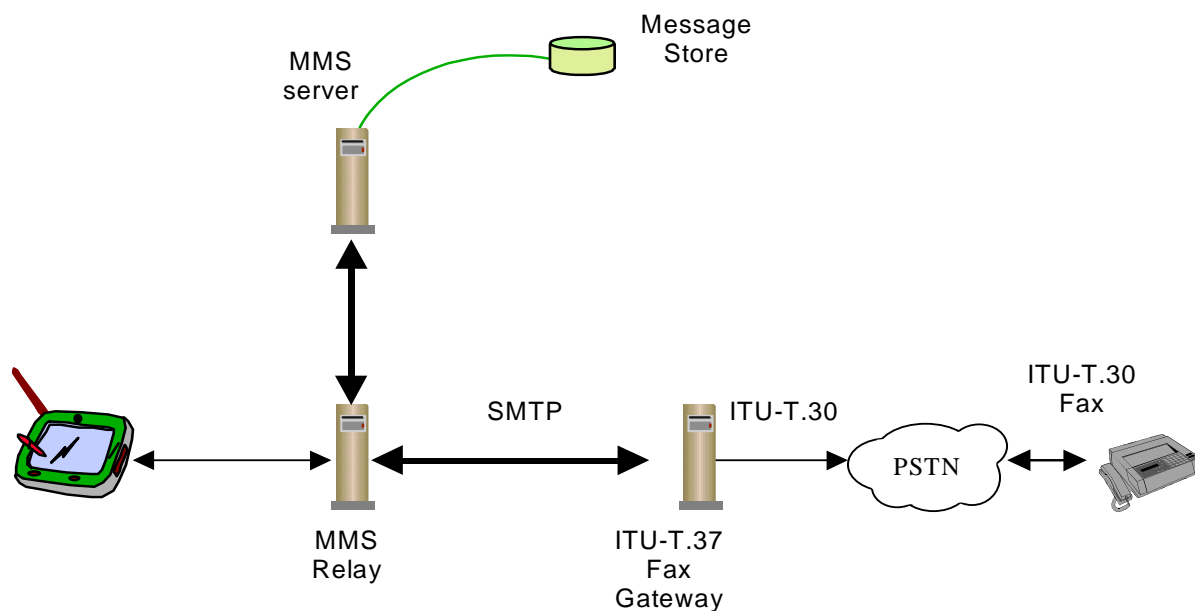 Message
Store
MMS
server
SMTP
ITU-T.30
ITU-T.30
Fax
PSTN
MMS
Relay
ITU-T.37
Fax
Gateway